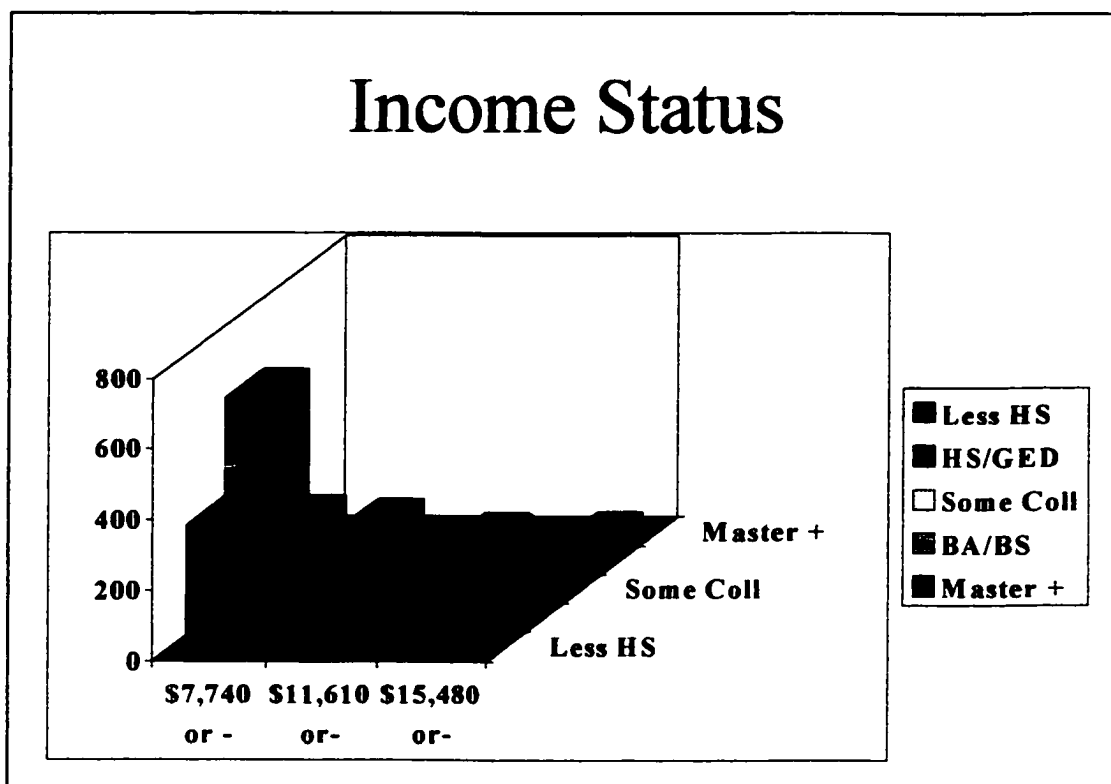 Income Status
800
600
400
200
0
$7,740 $11,610 $15,480
or - or- or-
Less HS
Some Coll
Master +
Less HS
HS/GED
Some Coll
BA/BS
Master +